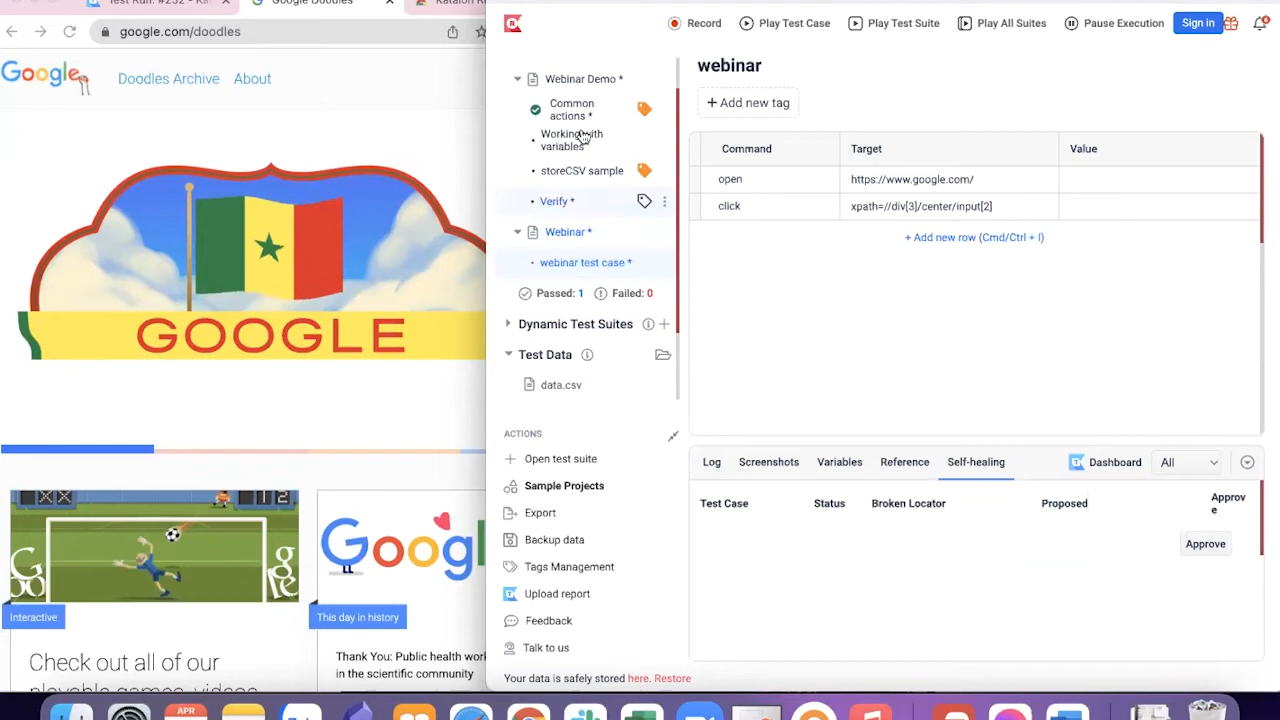 Google Doodles
google.com/doodles
Google
Doodles Archive
About
GOOGLE
1 2
Interactive
Check out all of our
Google
This day in history
Thank You: Public health work
in the scientific community
Record
Play Test Case
Play Test Suite
Play All Suites
Pause Execution
Sign in
Webinar Demo *
Common
actions *
Working with
variables
storeCSV sample
Verify *
Webinar *
webinar test case *
Passed: 1
Failed: 0
Dynamic Test Suites
Test Data
data.csv
ACTIONS
Open test suite
Sample Projects
Export
Backup data
Tags Management
Upload report
Feedback
Talk to us
Your data is safely stored here. Restore
webinar
+ Add new tag
Command Target Value
open https://www.google.com/
click xpath=//div[3]/center/input[2]
+ Add new row (Cmd/Ctrl + I)
Log Screenshots Variables Reference Self-healing Dashboard All
Test Case Status Broken Locator Proposed Approv
e
Approve
APR